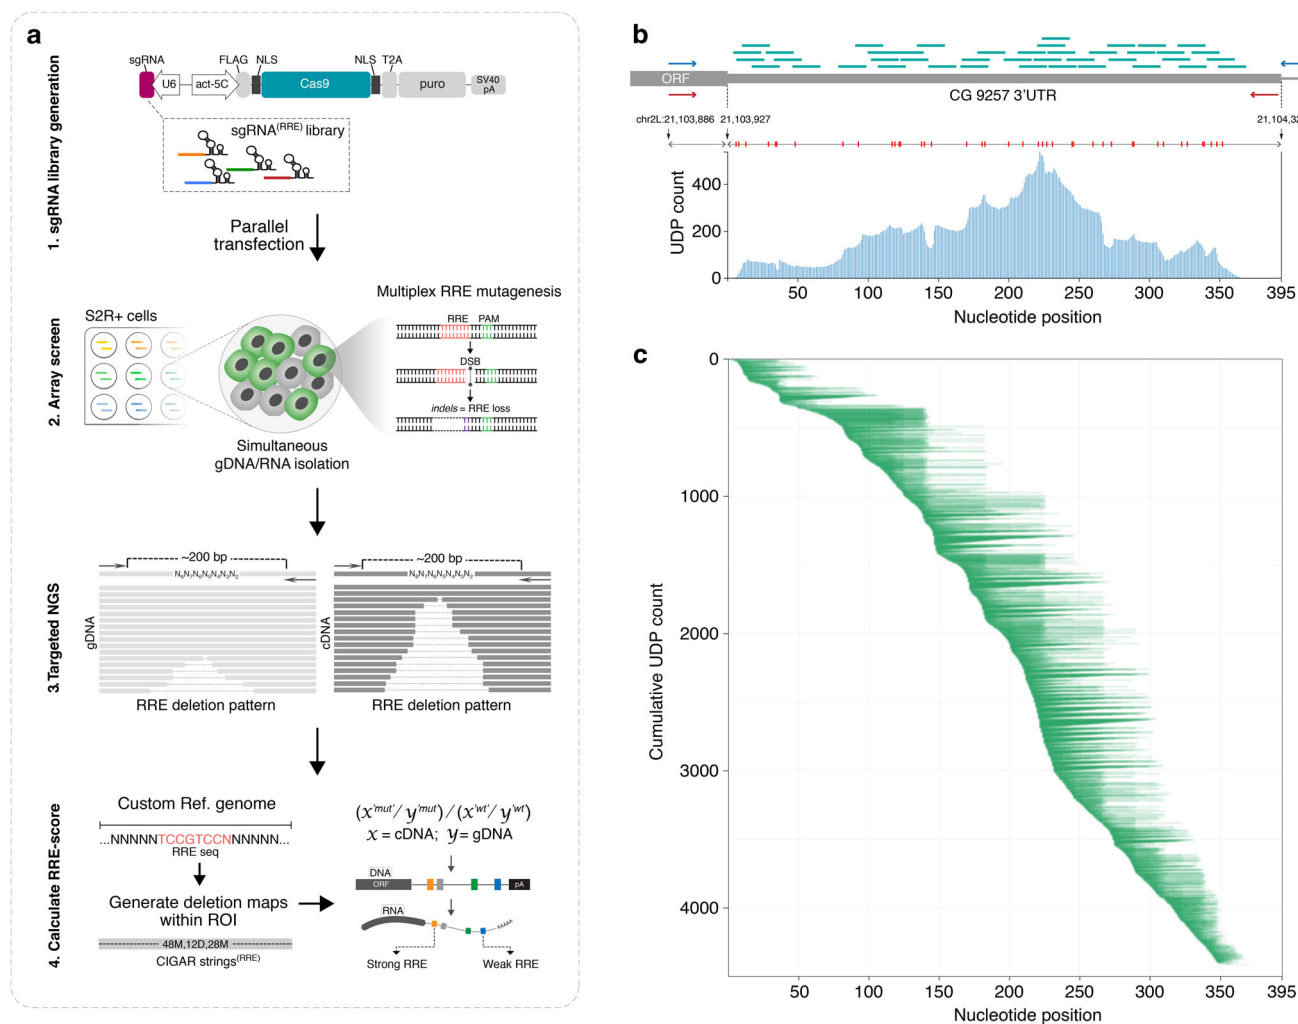 a
1. sgRNA library generation
sgRNA
FLAG
NLS
NLS
T2A
U6
act-5C
Cas9
puro
SV40
pA
sgRNA(RRE) library
Parallel
transfection
2. Array screen
S2R+ cells
Multiplex RRE mutagenesis
RRE
PAM
DSB
indels = RRE loss
Simultaneous
gDNA/RNA isolation
3.Targeted NGS
~200 bp
N8N7N6N5N4N3N2
gDNA
RRE deletion pattern
~200 bp
N8N7N6N5N4N3N2
cDNA
RRE deletion pattern
4. Calculate RRE-score
Custom Ref. genome
...NNNNNTCCGTCCNNNNNN...
RRE seq
Generate deletion maps
within ROI
48M,12D,28M
CIGAR strings(RRE)
(x'mut'/ y'mut) / (x'wt'/ y'wt)
x = cDNA; y = gDNA
DNA
ORF
pA
RNA
AAAAA
Strong RRE
Weak RRE
b
ORF
CG 9257 3'UTR
chr2L:21,103,886
21,103,927
21,104,32
UDP count
400
200
0
50
100
150
200
250
300
350
395
Nucleotide position
c
Cumulative UDP count
0
1000
2000
3000
4000
50
100
150
200
250
300
350
395
Nucleotide position